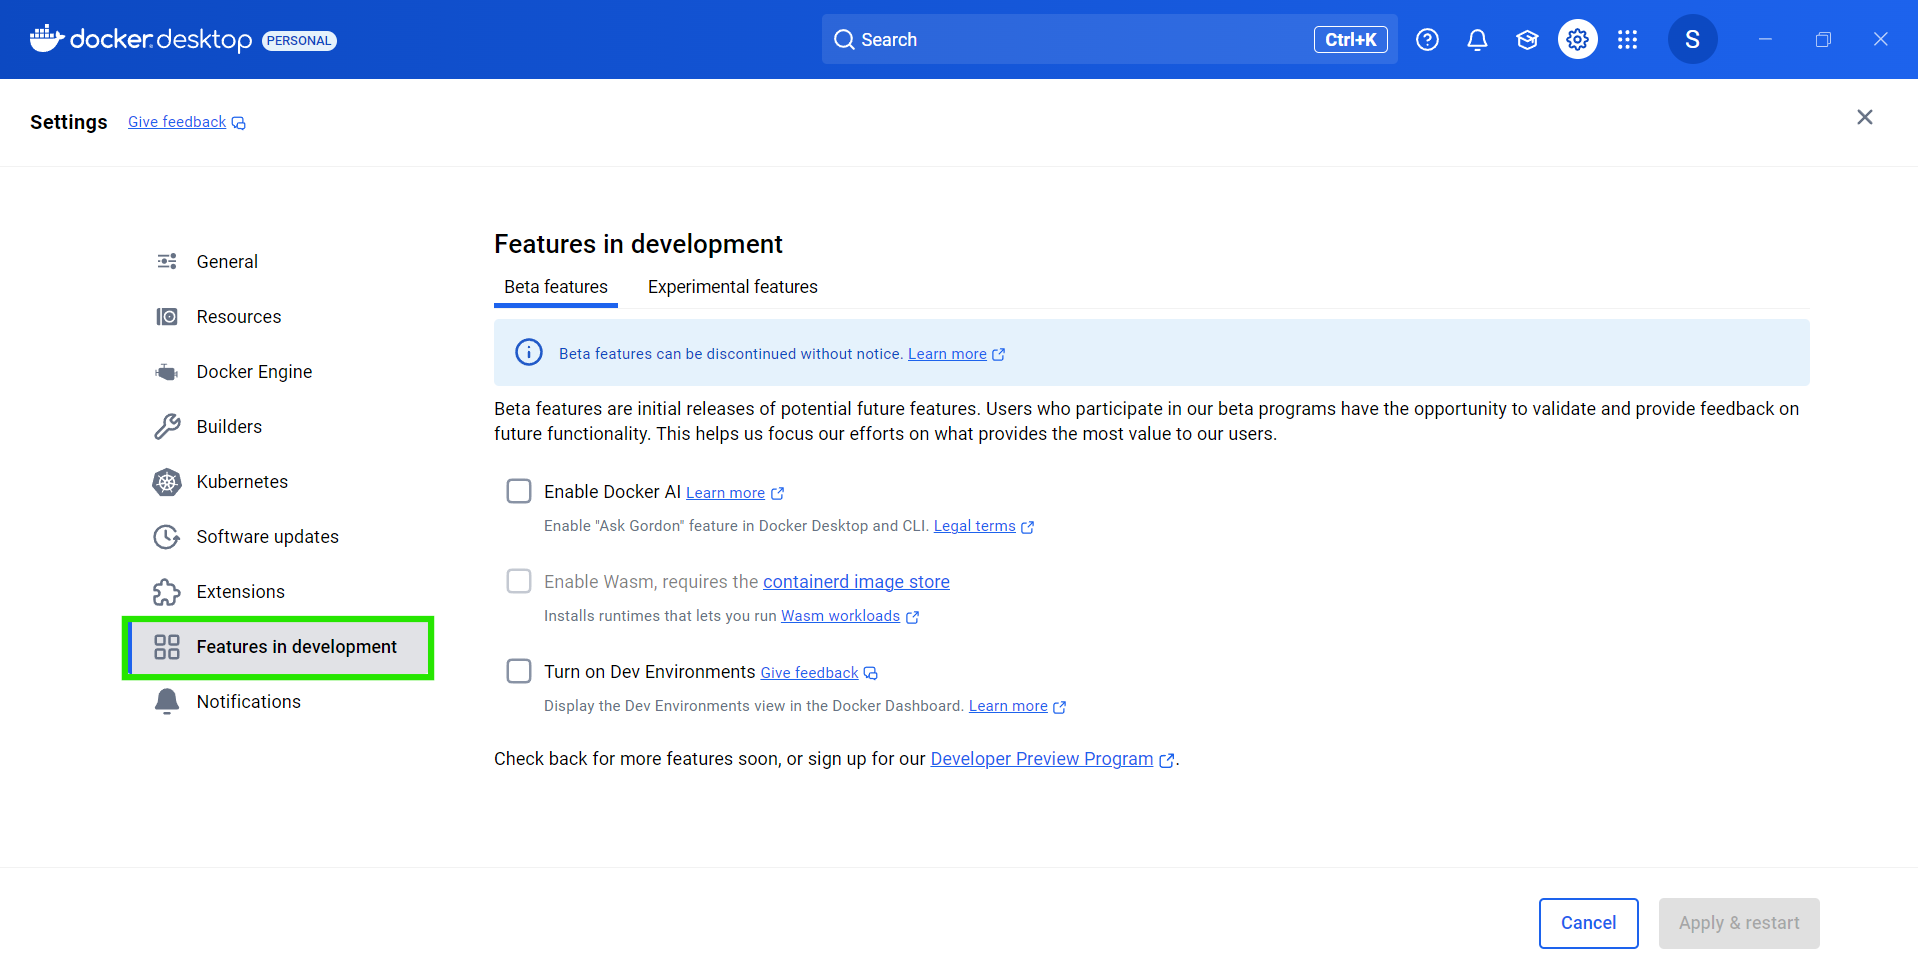 docker.desktop PERSONAL
Search
Ctrl+K
S
Settings
Give feedback
General
Resources
Docker Engine
Builders
Kubernetes
Software updates
Extensions
Features in development
Notifications
Features in development
Beta features
Experimental features
Beta features can be discontinued without notice. Learn more
Beta features are initial releases of potential future features. Users who participate in our beta programs have the opportunity to validate and provide feedback on
future functionality. This helps us focus our efforts on what provides the most value to our users.
Enable Docker AI Learn more
Enable "Ask Gordon" feature in Docker Desktop and CLI. Legal terms
Enable Wasm, requires the containerd image store
Installs runtimes that lets you run Wasm workloads
Turn on Dev Environments Give feedback
Display the Dev Environments view in the Docker Dashboard. Learn more
Check back for more features soon, or sign up for our Developer Preview Program.
Cancel
Apply & restart